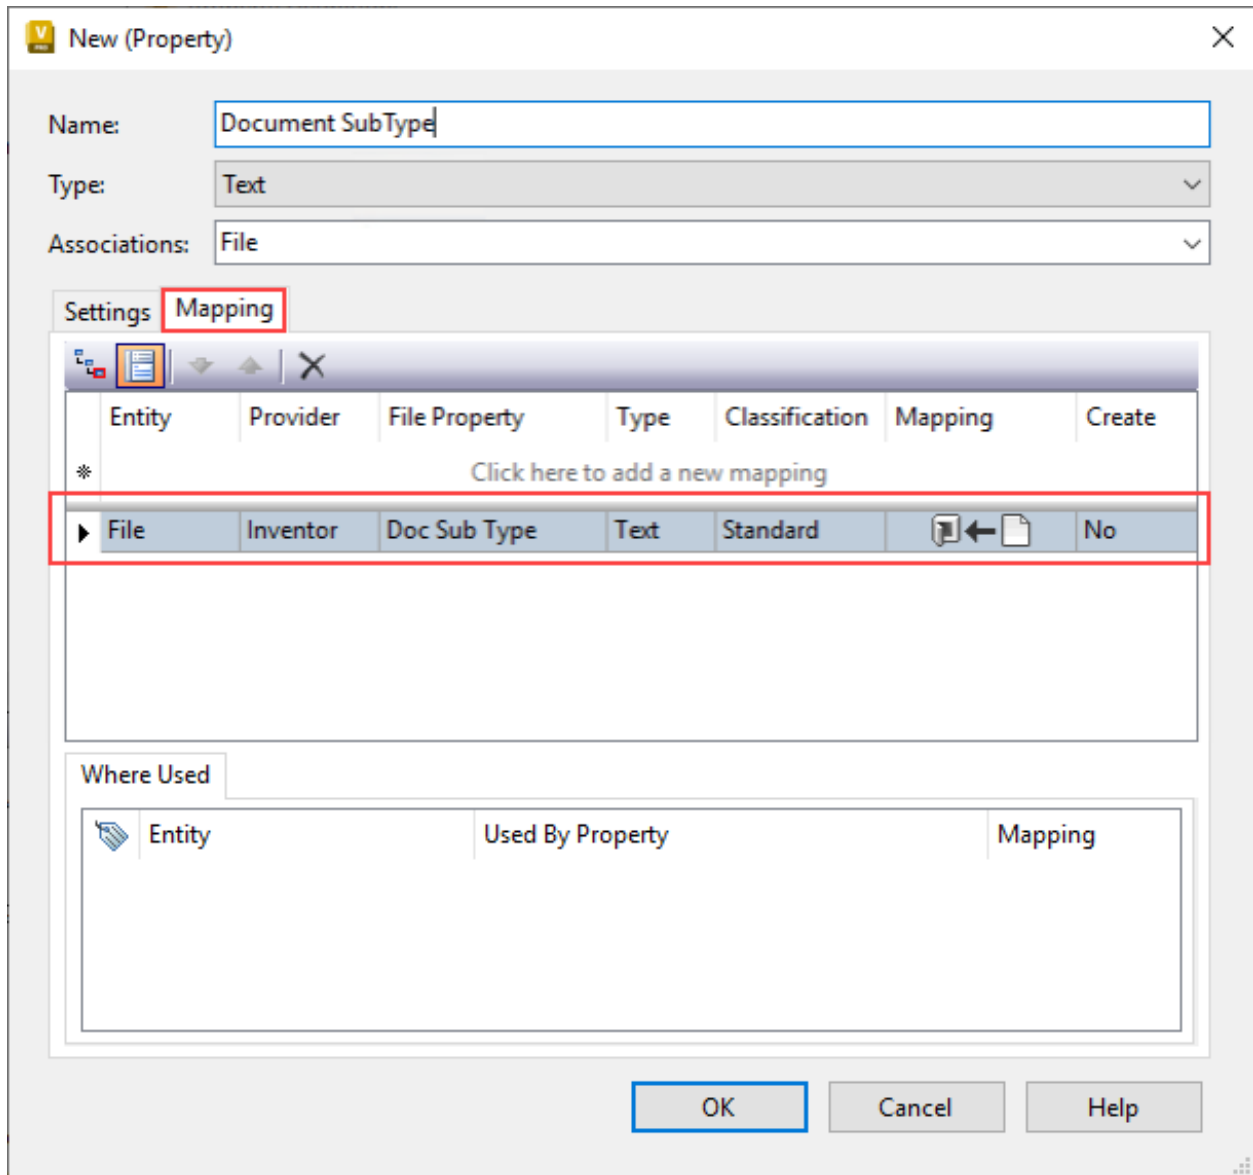 New (Property)
Name: Document SubType
Type: Text
Associations: File
Settings Mapping
Entity Provider File Property Type Classification Mapping Create
Click here to add a new mapping
File Inventor Doc Sub Type Text Standard No
Where Used
Entity Used By Property Mapping
OK Cancel Help